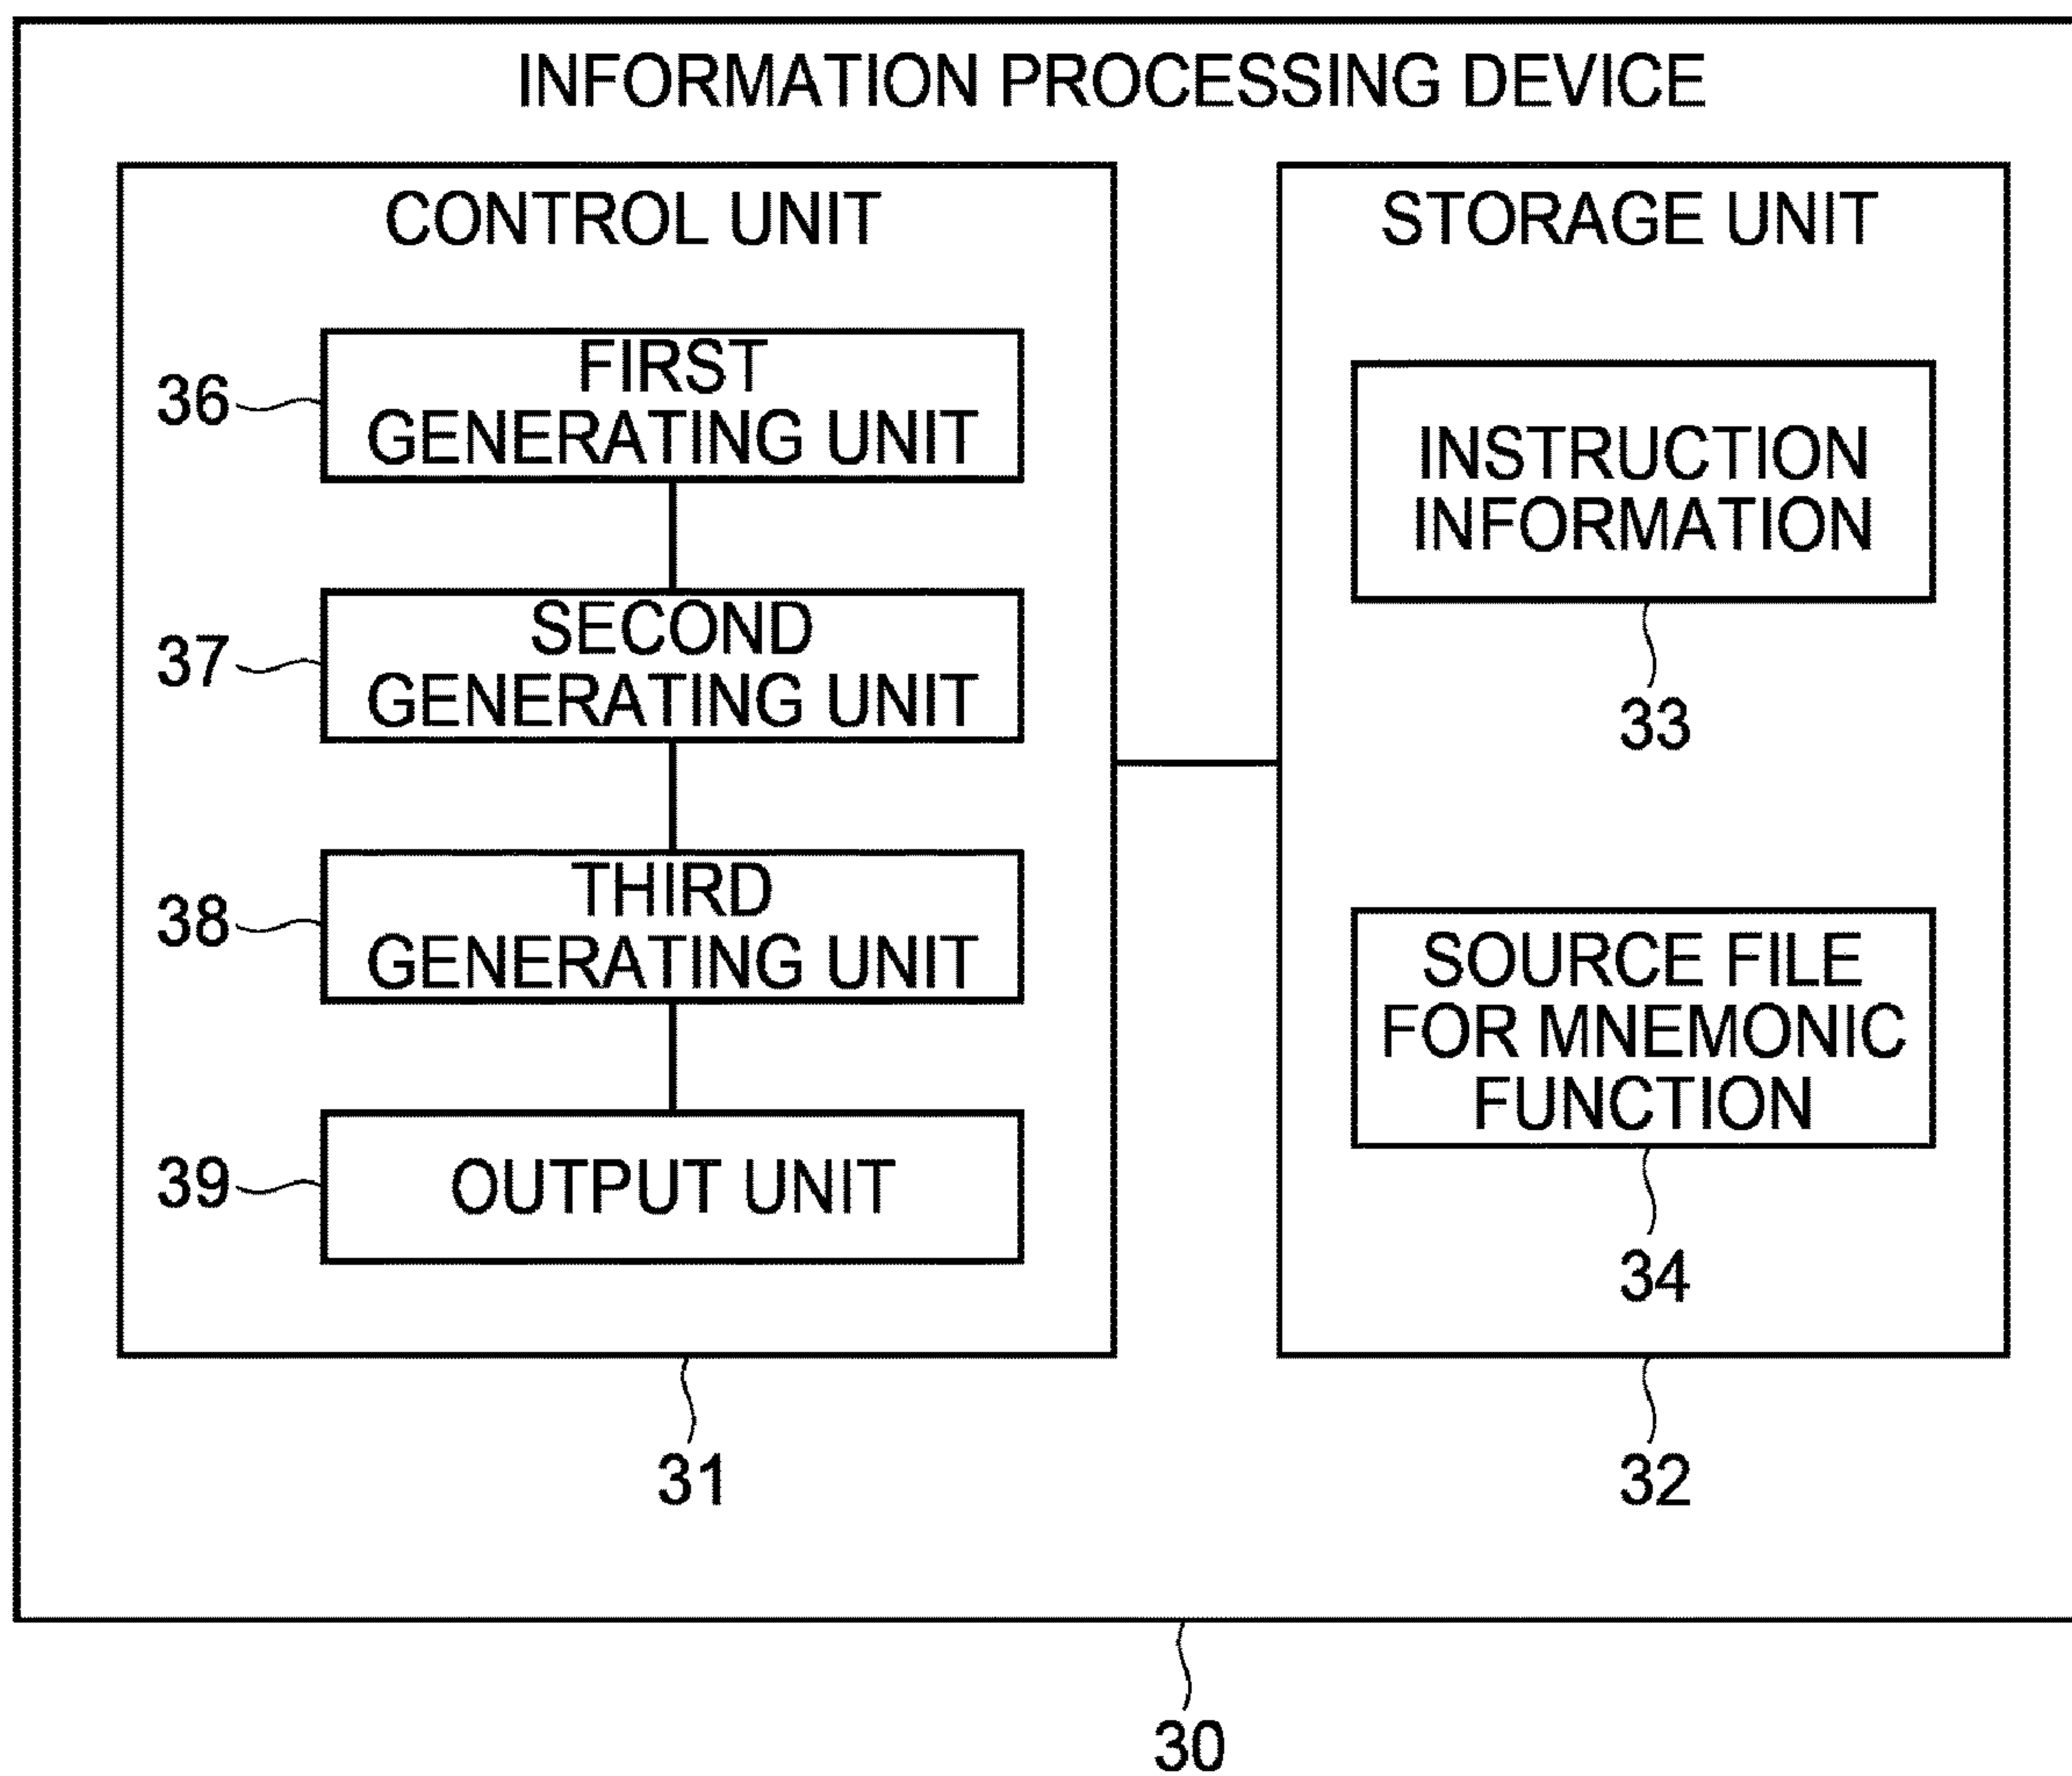 INFORMATION PROCESSING DEVICE
CONTROL UNIT
36
FIRST
GENERATING UNIT
37
SECOND
GENERATING UNIT
38
THIRD
GENERATING UNIT
39
OUTPUT UNIT
31
STORAGE UNIT
INSTRUCTION
INFORMATION
33
SOURCE FILE
FOR MNEMONIC
FUNCTION
34
32
30